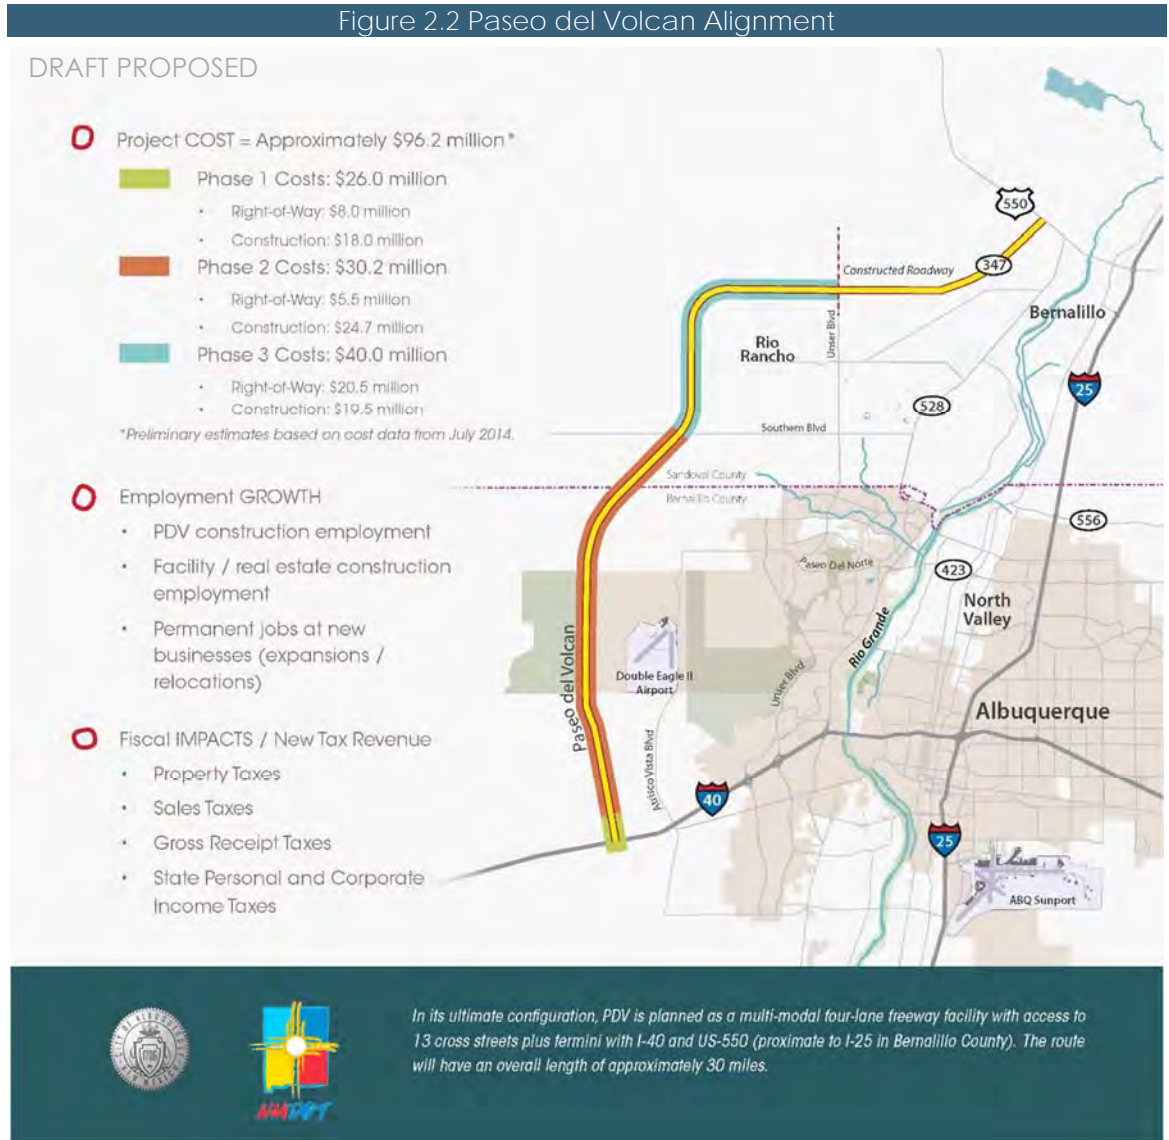 Figure 2.2 Paseo del Volcan Alignment
DRAFT PROPOSED
Project COST = Approximately $96.2 million*
Phase 1 Costs: $26.0 million
• Right-of-Way: $8.0 million
• Construction: $18.0 million
Phase 2 Costs: $30.2 million
• Right-of-Way: $5.5 million
• Construction: $24.7 million
Phase 3 Costs: $40.0 million
• Right-of-Way: $20.5 million
• Construction: $19.5 million
*Preliminary estimates based on cost data from July 2014.
Employment GROWTH
• PDV construction employment
• Facility / real estate construction
employment
• Permanent jobs at new
businesses (expansions /
relocations)
Fiscal IMPACTS / New Tax Revenue
• Property Taxes
• Sales Taxes
• Gross Receipt Taxes
• State Personal and Corporate
Income Taxes
550
347
Constructed Roadway
Bernalillo
Unser Blvd
Rio
Rancho
25
528
Southern Blvd
Sandoval County
Bernalillo County
556
Paseo Del Norte
423
North
Valley
Rio Grande
Paseo del Volcan
Double Eagle II
Airport
Unser Blvd
Albuquerque
Atrisco Vista Blvd
40
25
ABQ Sunport
CITY OF ALBUQUERQUE
1706
NEW MEXICO
NMDOT
In its ultimate configuration, PDV is planned as a multi-modal four-lane freeway facility with access to
13 cross streets plus termini with I-40 and US-550 (proximate to I-25 in Bernalillo County). The route
will have an overall length of approximately 30 miles.